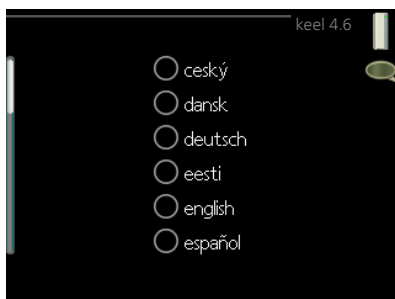 keel 4.6
ceský
dansk
deutsch
eesti
english
español